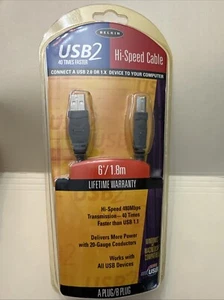 BELKIN
USB2
40 TIMES FASTER
Hi-Speed Cable
CONNECT A USB 2.0 OR 1.X DEVICE TO YOUR COMPUTER
6'/1.8m
LIFETIME WARRANTY
Hi-Speed 480Mbps
Transmission— 40 Times
Faster than USB 1.1
Delivers More Power
with 20-Gauge Conductors
Works with
All USB Devices
A PLUG/B PLUG